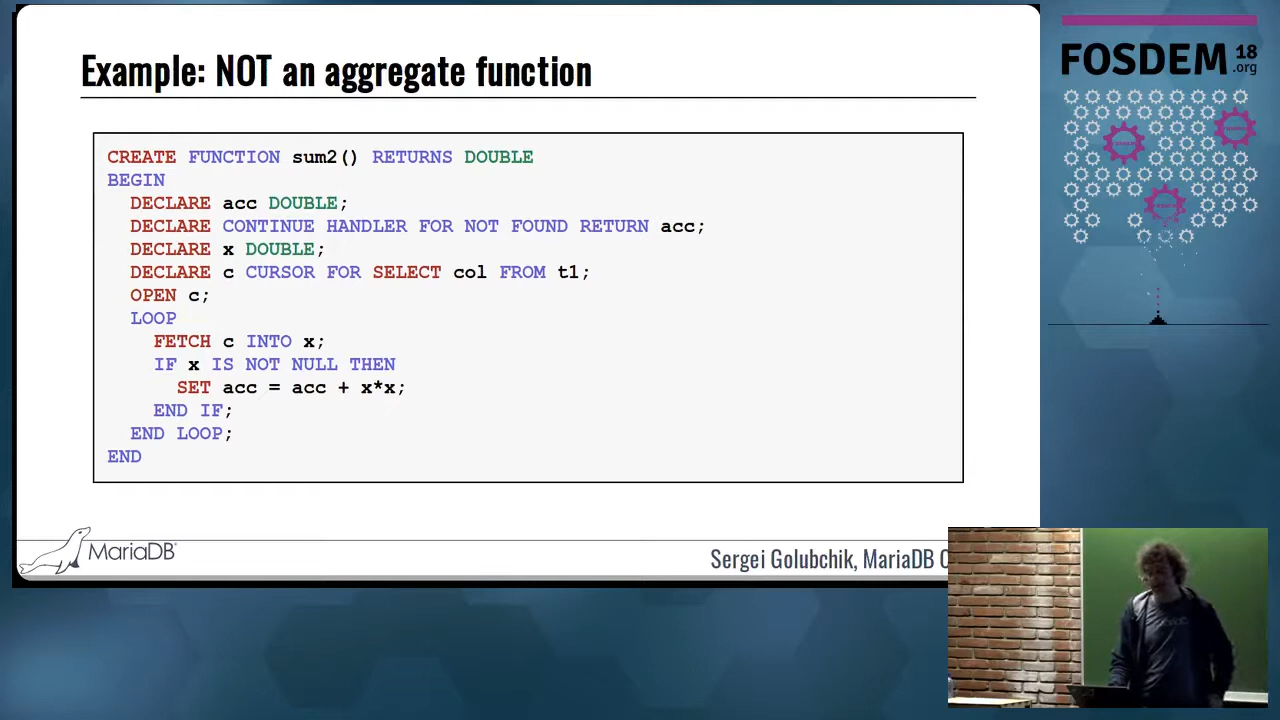 Example: NOT an aggregate function
CREATE FUNCTION sum2() RETURNS DOUBLE
BEGIN
DECLARE acc DOUBLE;
DECLARE CONTINUE HANDLER FOR NOT FOUND RETURN acc;
DECLARE x DOUBLE;
DECLARE c CURSOR FOR SELECT col FROM t1;
OPEN c;
LOOP
FETCH c INTO x;
IF x IS NOT NULL THEN
SET acc = acc + x*x;
END IF;
END LOOP;
END
MariaDB
Sergei Golubchik, MariaDB
FOSDEM 18
.org